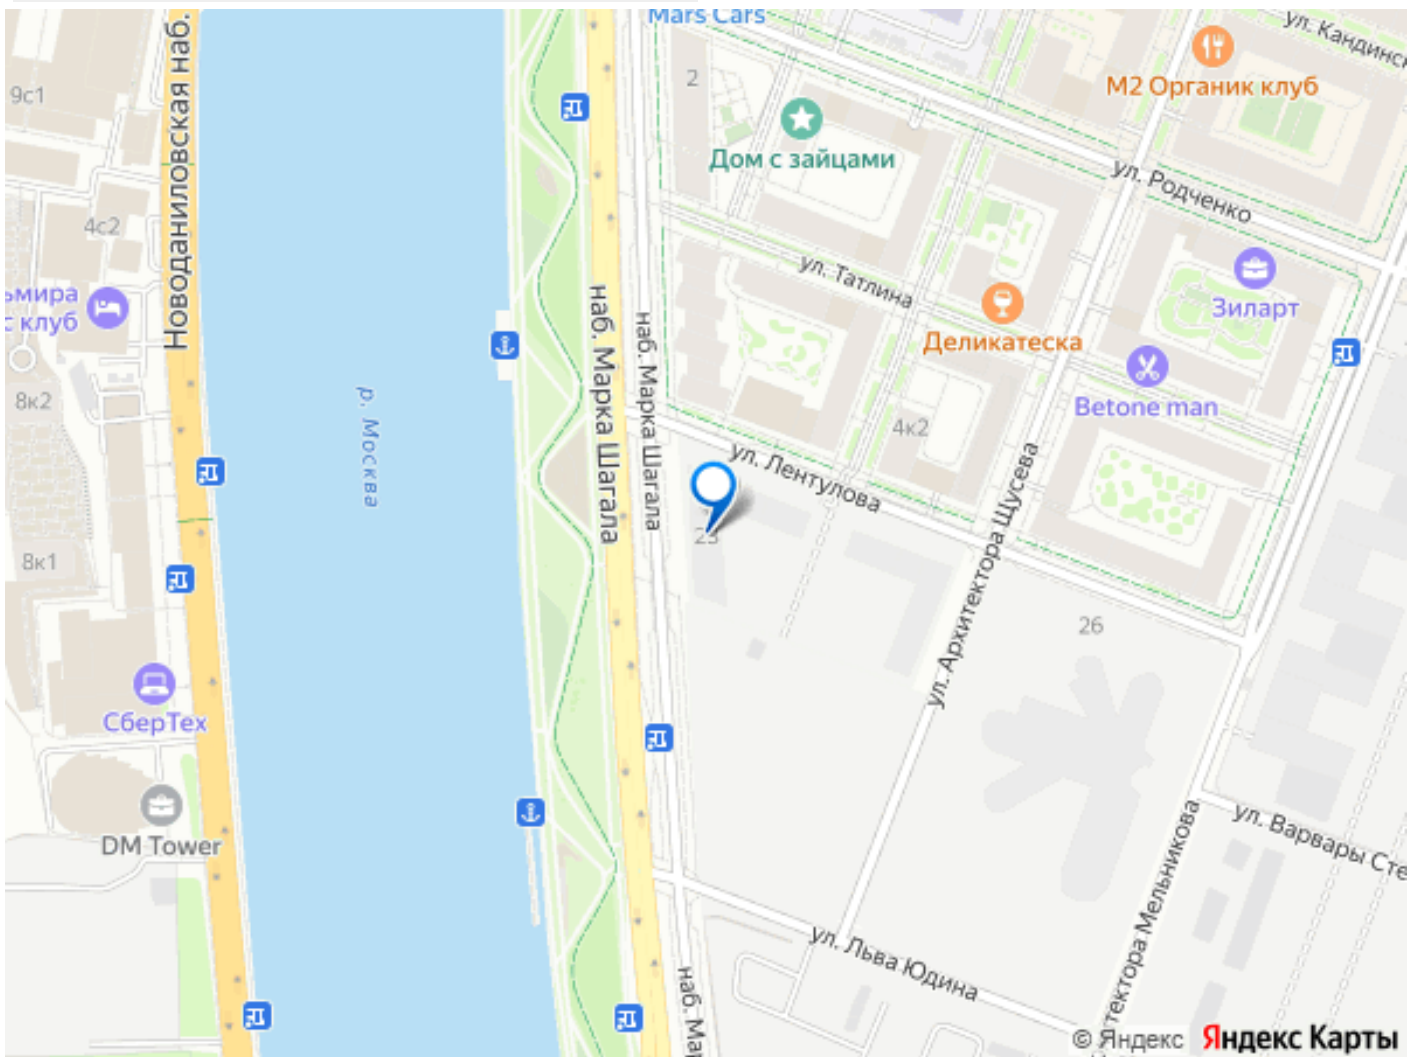 Mars Cars
ул. Кандинск
Новоданиловская наб.
9с1
2
М2 Органик клуб
Дом с зайцами
ул. Родченко
4с2
ул. Татлина
Зиларт
ьмира
с клуб
наб. Марка Шагала
наб. Марка Шагала
Деликатеска
8к2
р. Москва
Betone man
4к2
ул. Лентулова
23
8к1
ул. Архитектора Щусева
26
СберТех
DM Tower
ул. Варвары Сте
тектора Мельникова
ул. Льва Юдина
наб. Мар
© Яндекс Яндекс Карты